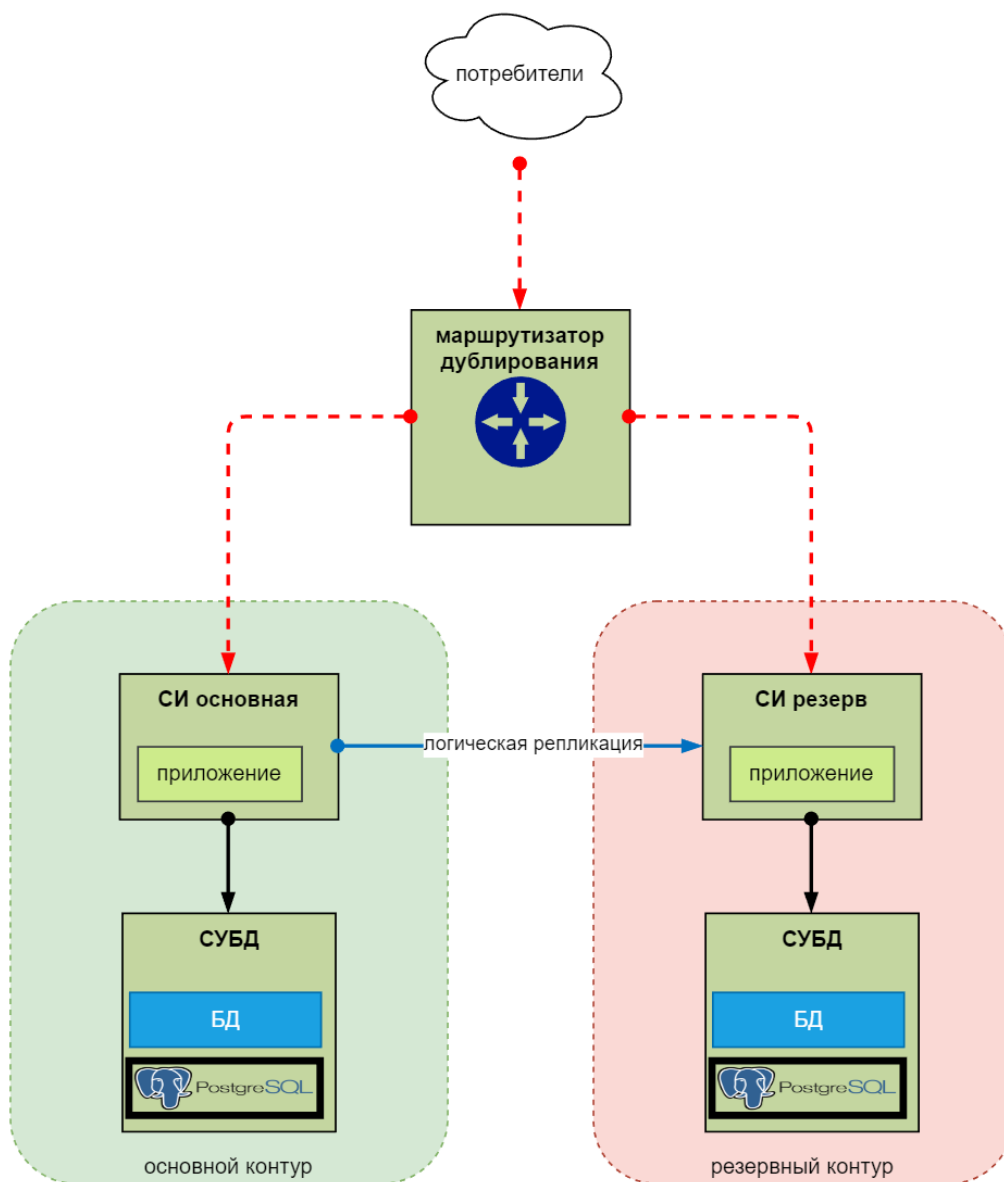 потребители
маршрутизатор
дублирования
СИ основная
приложение
логическая репликация
СИ резерв
приложение
СУБД
БД
PostgreSQL
основной контур
СУБД
БД
PostgreSQL
резервный контур